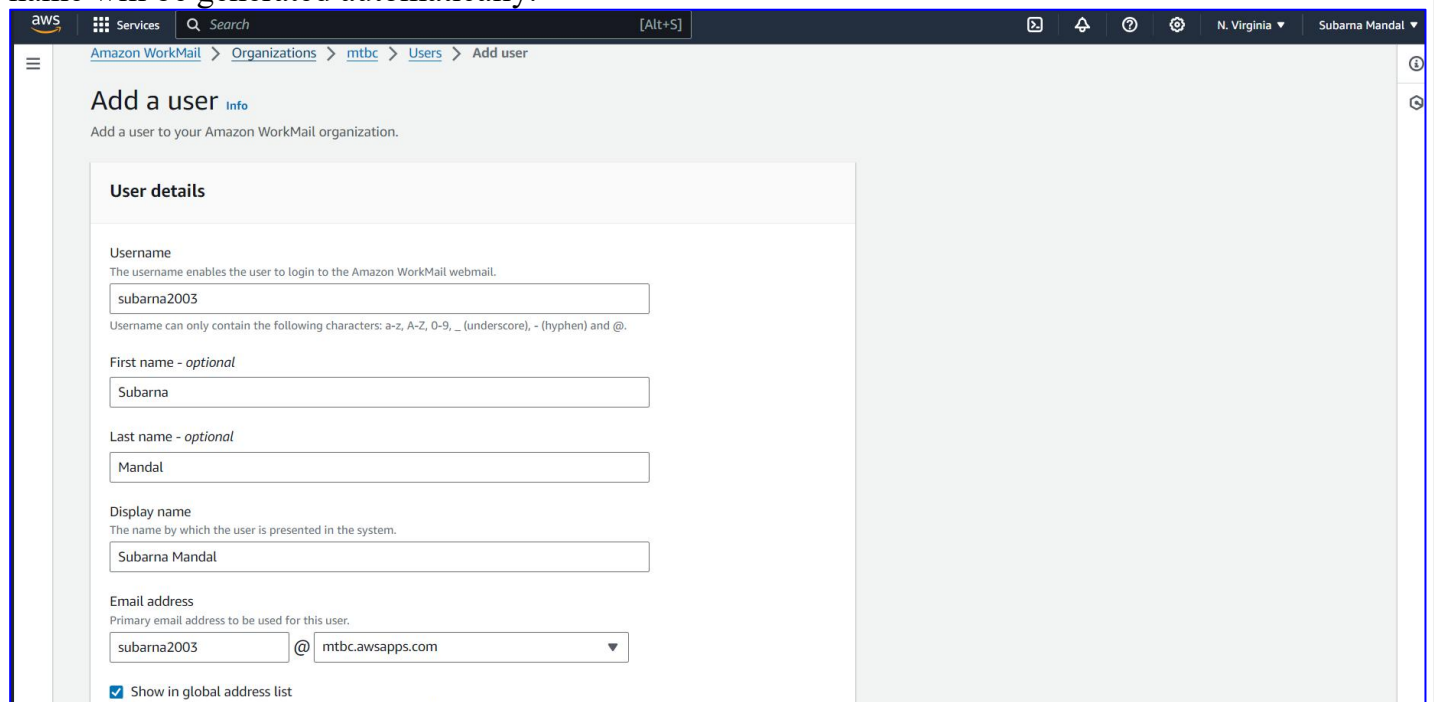 name will be generated automatically.
aws Services Search [Alt+S] N. Virginia ▼ Subarna Mandal ▼
Amazon WorkMail > Organizations > mtbc > Users > Add user
Add a user Info
Add a user to your Amazon WorkMail organization.
User details
Username
The username enables the user to login to the Amazon WorkMail webmail.
subarna2003
Username can only contain the following characters: a-z, A-Z, 0-9, _ (underscore), - (hyphen) and @.
First name - optional
Subarna
Last name - optional
Mandal
Display name
The name by which the user is presented in the system.
Subarna Mandal
Email address
Primary email address to be used for this user.
subarna2003 @ mtbc.awsapps.com ▼
Show in global address list